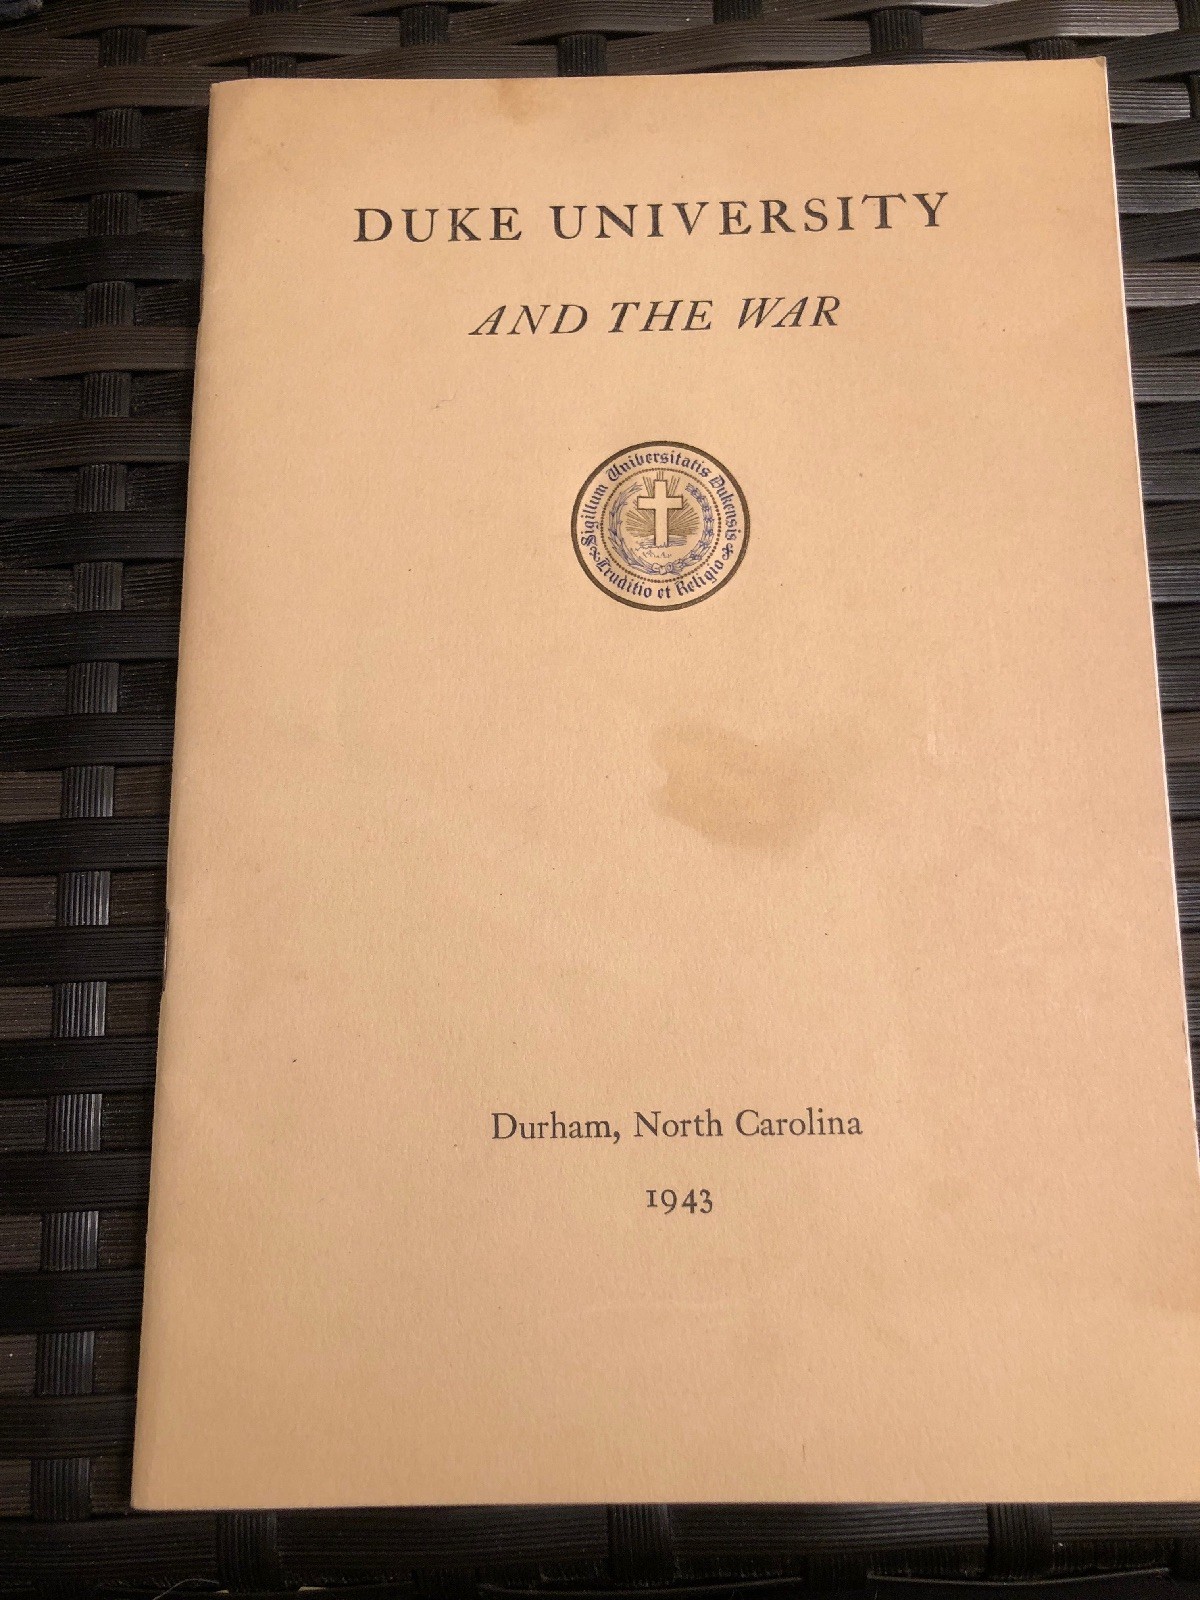 DUKE UNIVERSITY
AND THE WAR
Sigillum Universitatis Dukensis
Eruditio et Religio
Durham, North Carolina
1943